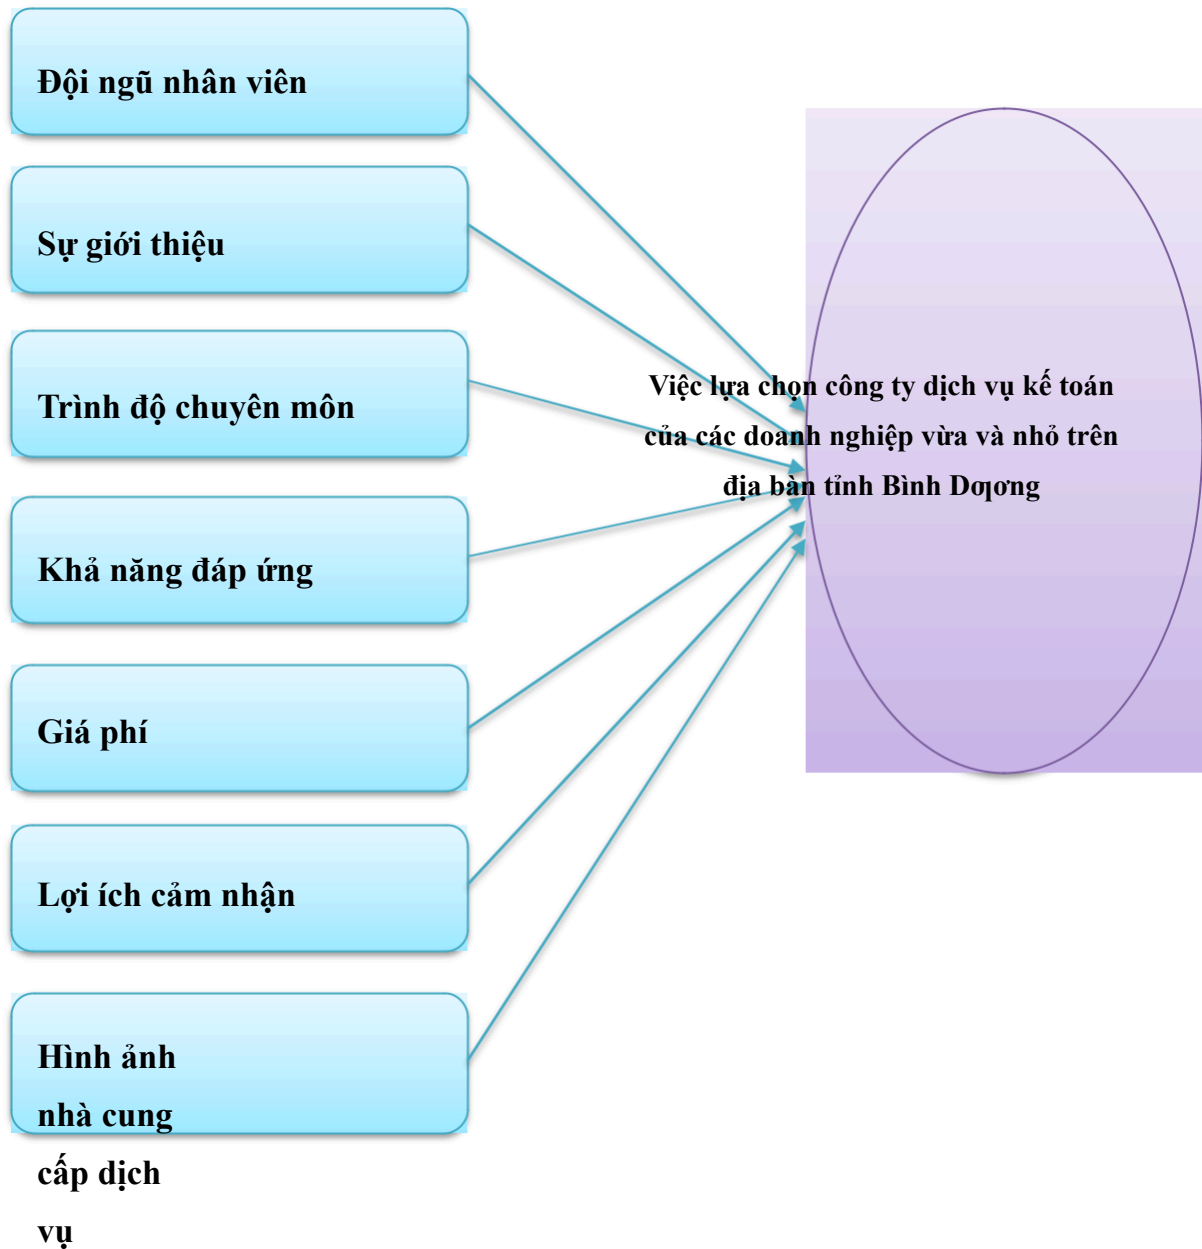 Đội ngũ nhân viên
Sự giới thiệu
Trình độ chuyên môn
Khả năng đáp ứng
Giá phí
Lợi ích cảm nhận
Hình ảnh
nhà cung
cấp dịch
vụ
Việc lựa chọn công ty dịch vụ kế toán
của các doanh nghiệp vừa và nhỏ trên
địa bàn tỉnh Bình Dƣơng